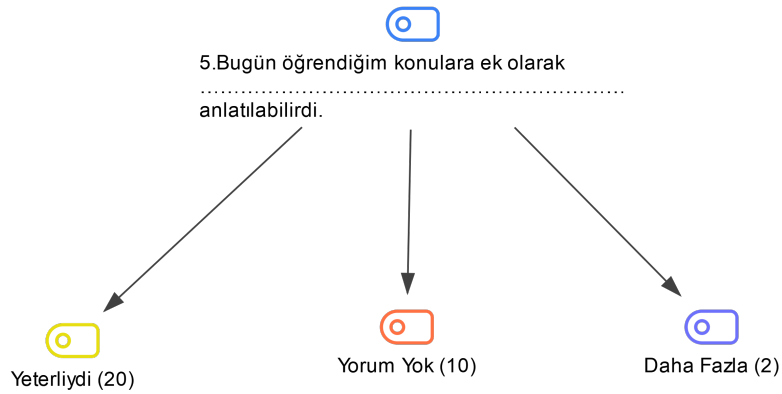 5.Bugün öğrendiğim konulara ek olarak
……………………………………………………………………
anlatılabilirdi.
Yeterliydi (20)
Yorum Yok (10)
Daha Fazla (2)